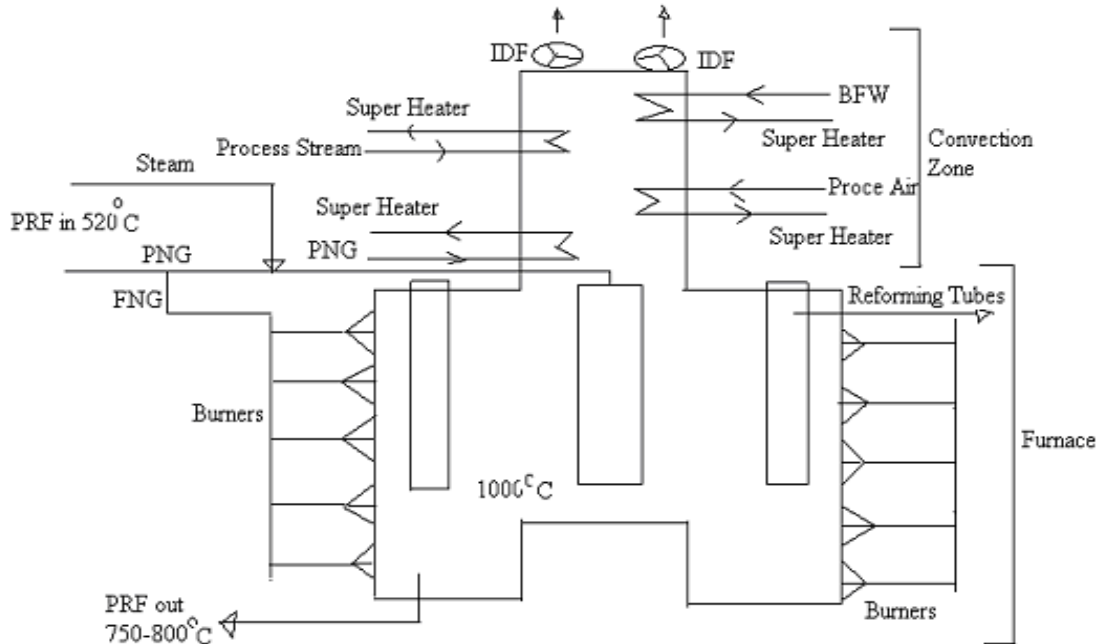 IDF
IDF
BFW
Super Heater
Super Heater
Convection
Zone
Process Stream
Steam
Proce Air
PRF in 520°C
Super Heater
Super Heater
PNG
PNG
FNG
Reforming Tubes
Burners
Furnace
1000°C
PRF out
750-800°C
Burners